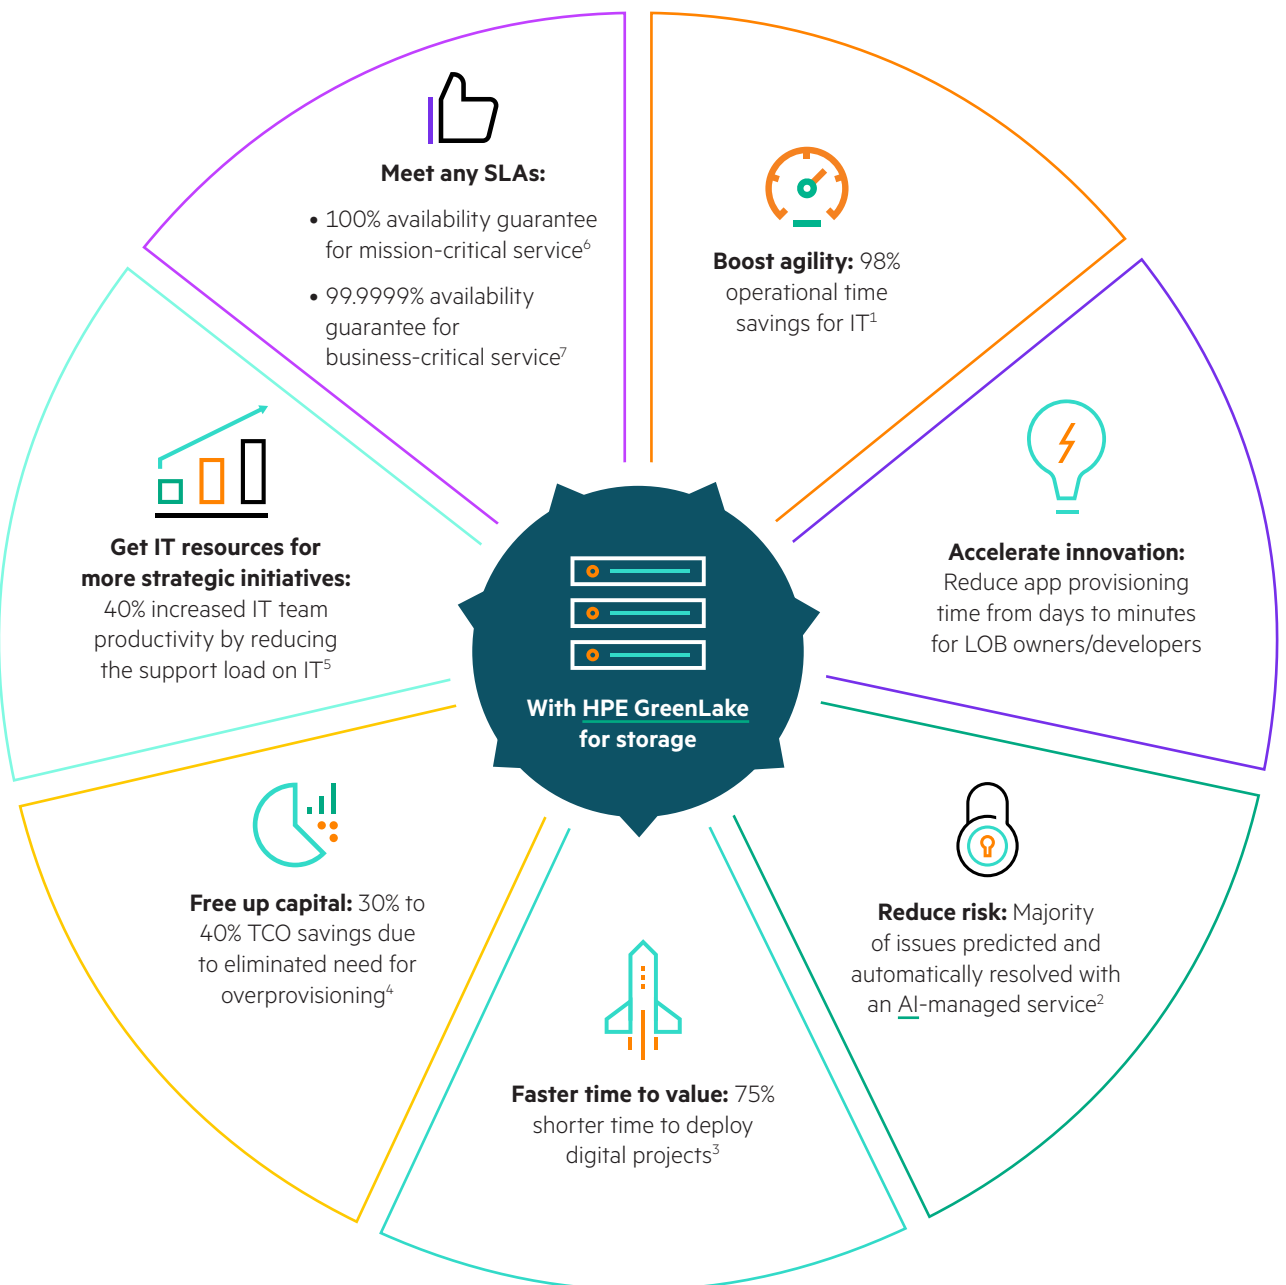 Meet any SLAs:
• 100% availability guarantee
for mission-critical service⁶
• 99.9999% availability
guarantee for
business-critical service⁷
Boost agility: 98%
operational time
savings for IT¹
Accelerate innovation:
Reduce app provisioning
time from days to minutes
for LOB owners/developers
Reduce risk: Majority
of issues predicted and
automatically resolved with
an AI-managed service²
Faster time to value: 75%
shorter time to deploy
digital projects³
Free up capital: 30% to
40% TCO savings due
to eliminated need for
overprovisioning⁴
Get IT resources for
more strategic initiatives:
40% increased IT team
productivity by reducing
the support load on IT⁵
With HPE GreenLake
for storage